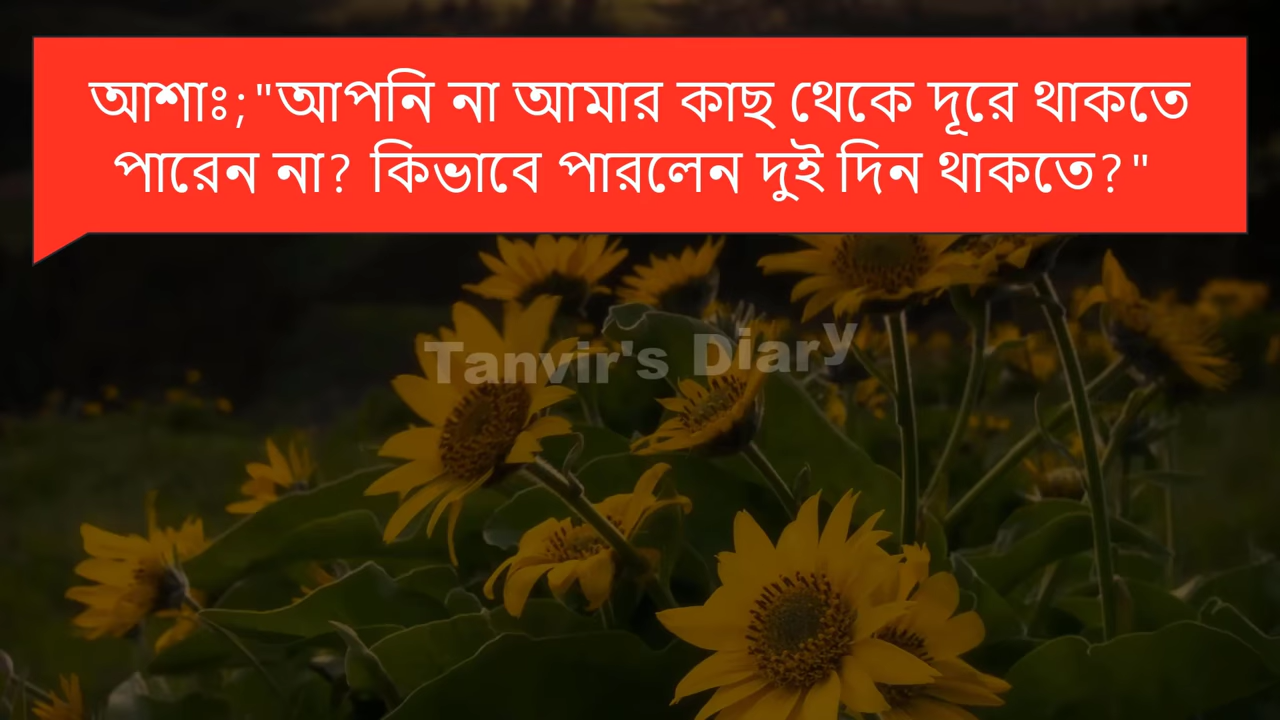 আশাঃ;"আপনি না আমার কাছ থেকে দূরে থাকতে
পারেন না? কিভাবে পারলেন দুই দিন থাকতে?"
Tanvir's Diary